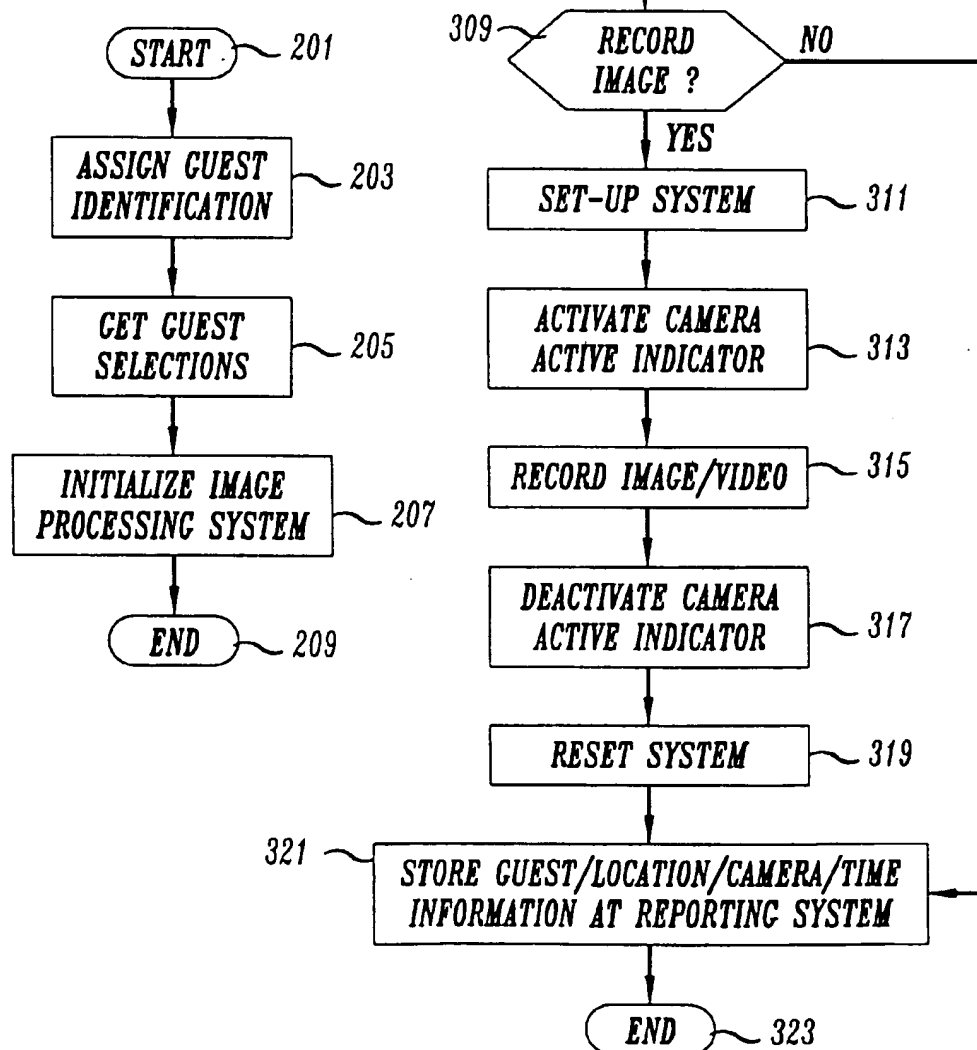 START 201
ASSIGN GUEST
IDENTIFICATION 203
GET GUEST
SELECTIONS 205
INITIALIZE IMAGE
PROCESSING SYSTEM 207
END 209
309 RECORD
IMAGE ?
NO
YES
SET-UP SYSTEM 311
ACTIVATE CAMERA
ACTIVE INDICATOR 313
RECORD IMAGE/VIDEO 315
DEACTIVATE CAMERA
ACTIVE INDICATOR 317
RESET SYSTEM 319
321 STORE GUEST/LOCATION/CAMERA/TIME
INFORMATION AT REPORTING SYSTEM
END 323